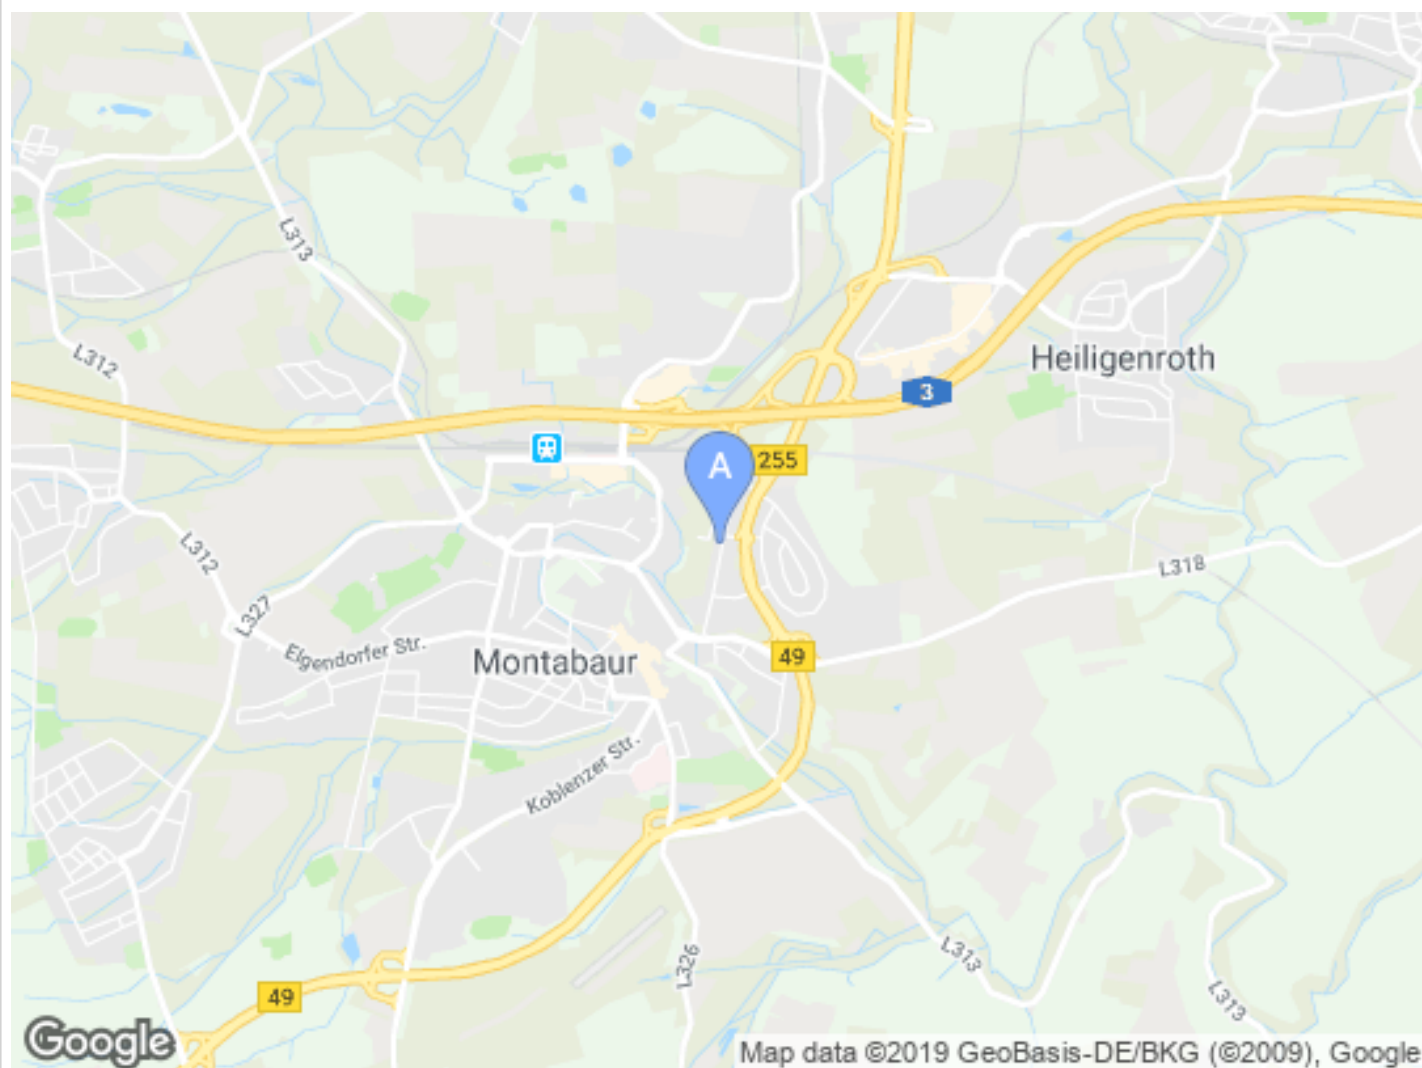 L313
L312
Heiligenroth
3
A
255
L312
L318
L327
Elgendorfer Str.
Montabaur
49
Koblenzer Str.
L326
L313
49
L313
Google
Map data ©2019 GeoBasis-DE/BKG (©2009), Google